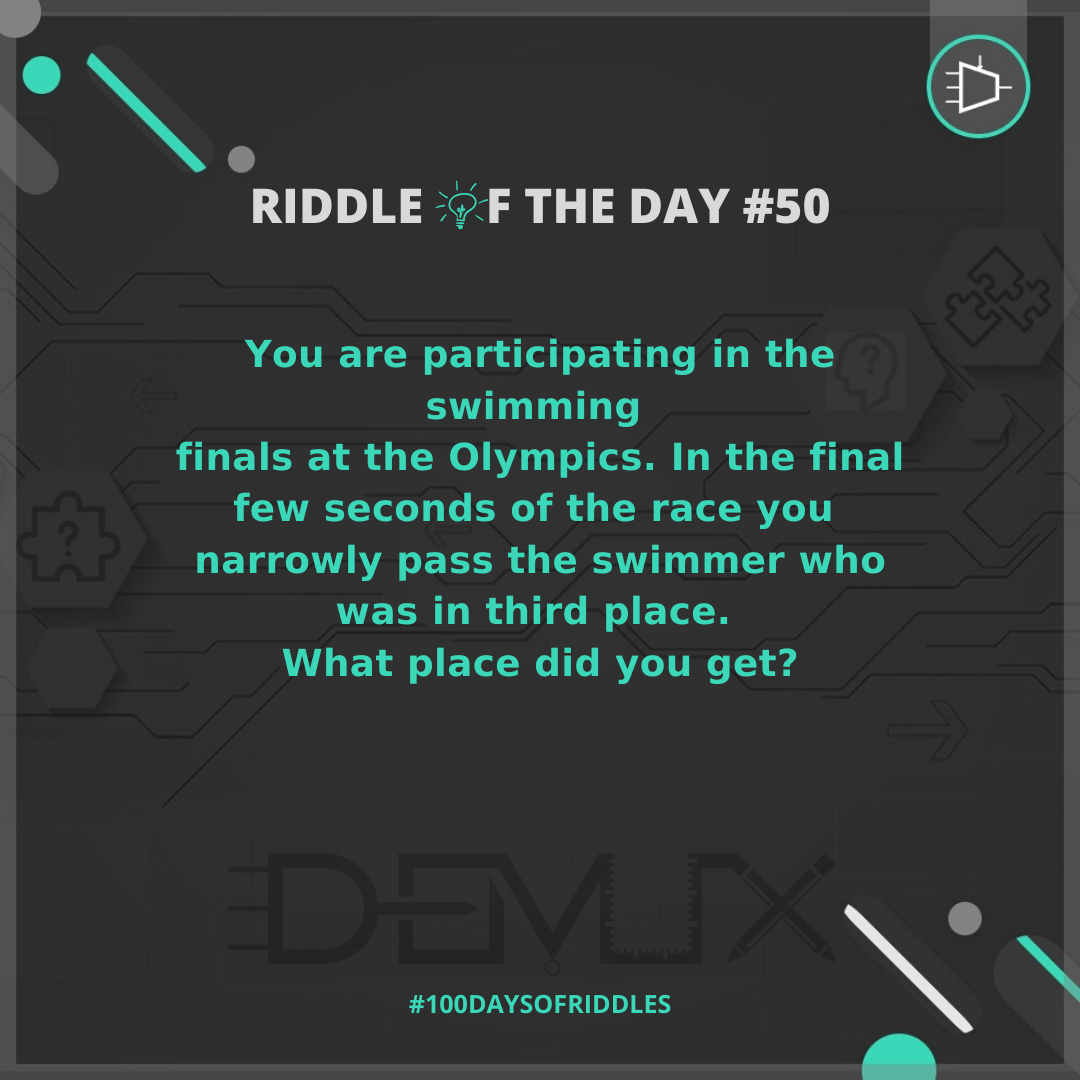 RIDDLE OF THE DAY #50
You are participating in the
swimming
finals at the Olympics. In the final
few seconds of the race you
narrowly pass the swimmer who
was in third place.
What place did you get?
DEMUX
#100DAYSOFRIDDLES